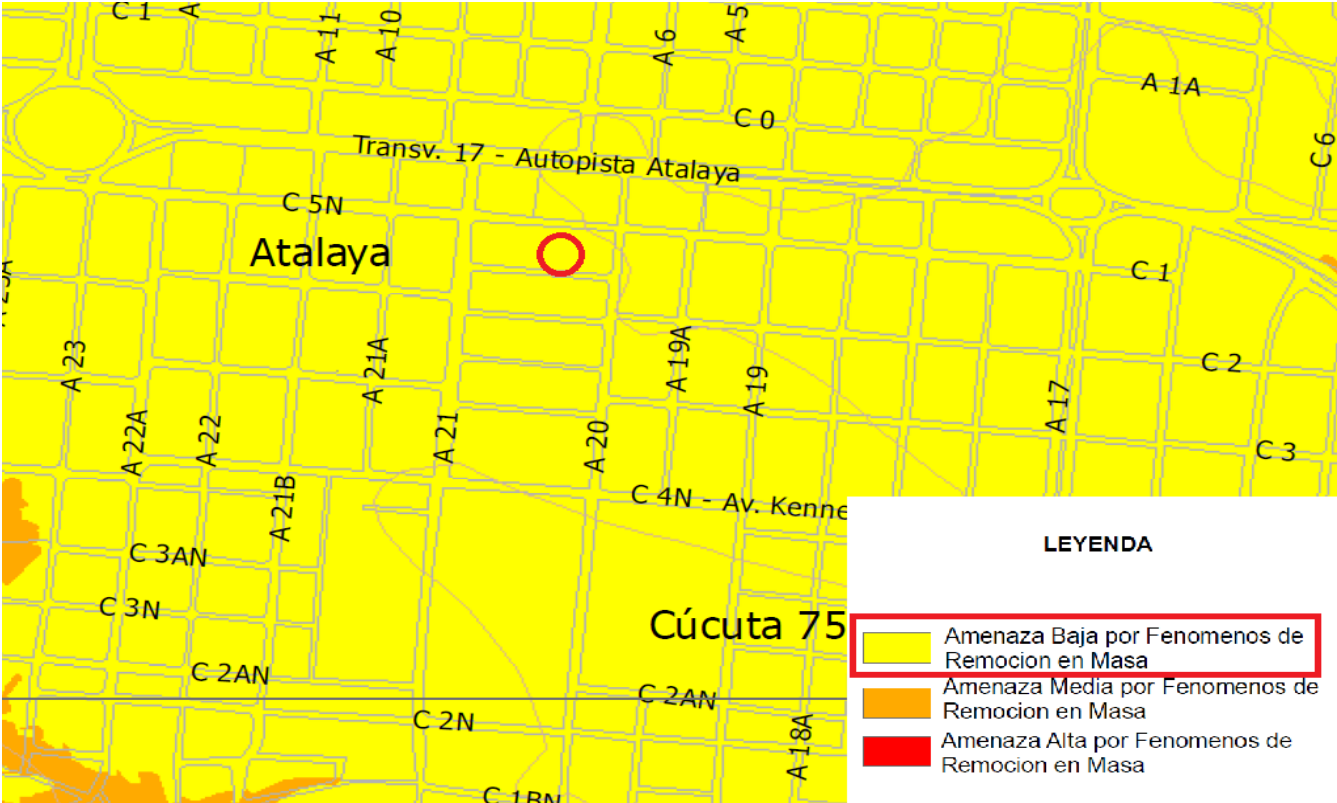 C 1
A
A 11
A 10
A 6
A 5
A 1A
C 0
C 6
Transv. 17 - Autopista Atalaya
C 5N
Atalaya
C 1
A 23
A 21A
A 19A
A 19
C 2
A 17
A 22A
A 22
A 21
A 20
C 3
A 21B
C 4N - Av. Kenne
C 3AN
C 3N
Cúcuta 75
C 2AN
C 2AN
C 2N
A 18A
C 1BN
LEYENDA
Amenaza Baja por Fenomenos de
Remocion en Masa
Amenaza Media por Fenomenos de
Remocion en Masa
Amenaza Alta por Fenomenos de
Remocion en Masa